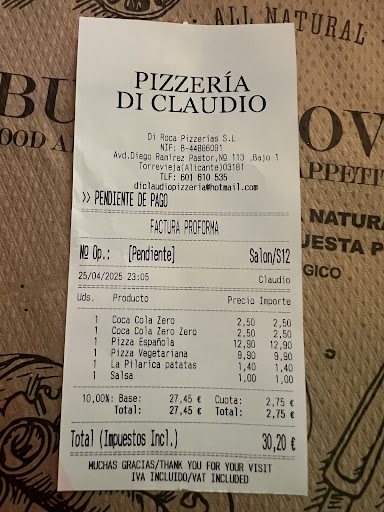 ALL NATURAL
PIZZERÍA
DI CLAUDIO
Di Roca Pizzerías S.L
NIF: B-44866091
Avd.Diego Ramirez Pastor,Nº 113 ,Bajo 1
Torrevieja(Alicante)03181
TLF: 601 610 535
diclaudiopizzeria@hotmail.com
>> PENDIENTE DE PAGO
FACTURA PROFORMA
Nº Op.: [Pendiente] Salon/S12
25/04/2025 23:05 Claudio
Uds. Producto Precio Importe
1 Coca Cola Zero 2,50 2,50
1 Coca Cola Zero Zero 2,50 2,50
1 Pizza Española 12,90 12,90
1 Pizza Vegetariana 9,90 9,90
1 La Pilarica patatas 1,40 1,40
1 Salsa 1,00 1,00
10,00%: Base: 27,45 € Cuota: 2,75 €
Total: 27,45 € Total: 2,75 €
Total (Impuestos Incl.) 30,20 €
MUCHAS GRACIAS/THANK YOU FOR YOUR VISIT
IVA INCLUIDO/VAT INCLUDED